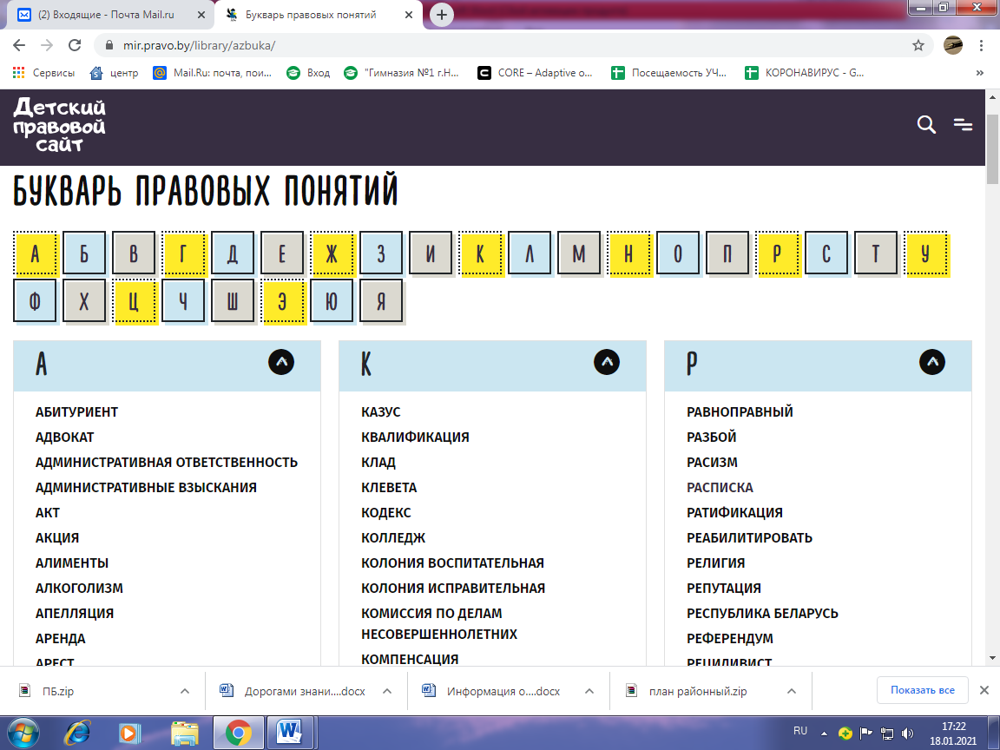 (2) Входящие - Почта Mail.ru
Букварь правовых понятий
mir.pravo.by/library/azbuka/
Сервисы
центр
Mail.Ru: почта, пои...
Вход
"Гимназия №1 г.Н...
CORE – Adaptive o...
Посещаемость УЧ...
КОРОНАВИРУС - G...
»
Детский
правовой
сайт
БУКВАРЬ ПРАВОВЫХ ПОНЯТИЙ
А Б В Г Д Е Ж З И К Л М Н О П Р С Т У
Ф Х Ц Ч Ш Э Ю Я
А
АБИТУРИЕНТ
АДВОКАТ
АДМИНИСТРАТИВНАЯ ОТВЕТСТВЕННОСТЬ
АДМИНИСТРАТИВНЫЕ ВЗЫСКАНИЯ
АКТ
АКЦИЯ
АЛИМЕНТЫ
АЛКОГОЛИЗМ
АПЕЛЛЯЦИЯ
АРЕНДА
АРЕСТ
К
КАЗУС
КВАЛИФИКАЦИЯ
КЛАД
КЛЕВЕТА
КОДЕКС
КОЛЛЕДЖ
КОЛОНИЯ ВОСПИТАТЕЛЬНАЯ
КОЛОНИЯ ИСПРАВИТЕЛЬНАЯ
КОМИССИЯ ПО ДЕЛАМ
НЕСОВЕРШЕННОЛЕТНИХ
КОМПЕНСАЦИЯ
Р
РАВНОПРАВНЫЙ
РАЗБОЙ
РАСИЗМ
РАСПИСКА
РАТИФИКАЦИЯ
РЕАБИЛИТИРОВАТЬ
РЕЛИГИЯ
РЕПУТАЦИЯ
РЕСПУБЛИКА БЕЛАРУСЬ
РЕФЕРЕНДУМ
РЕЦИДИВИСТ
ПБ.zip
Дорогами знани....docx
Информация о....docx
план районный.zip
Показать все
RU
17:22
18.01.2021